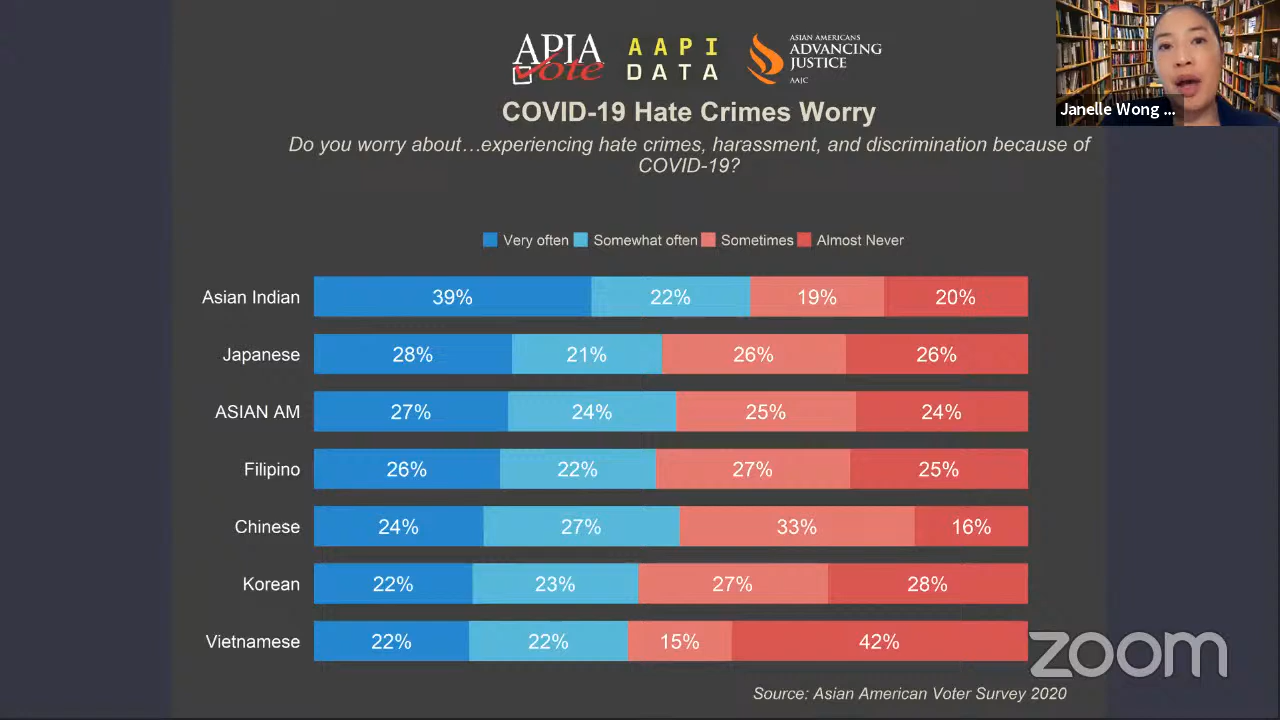 APIA
Vote
AAPI
DATA
ASIAN AMERICANS
ADVANCING
JUSTICE
AAJC
Janelle Wong ...
COVID-19 Hate Crimes Worry
Do you worry about…experiencing hate crimes, harassment, and discrimination because of
COVID-19?
Very often Somewhat often Sometimes Almost Never
Asian Indian 39% 22% 19% 20%
Japanese 28% 21% 26% 26%
ASIAN AM 27% 24% 25% 24%
Filipino 26% 22% 27% 25%
Chinese 24% 27% 33% 16%
Korean 22% 23% 27% 28%
Vietnamese 22% 22% 15% 42%
zoom
Source: Asian American Voter Survey 2020